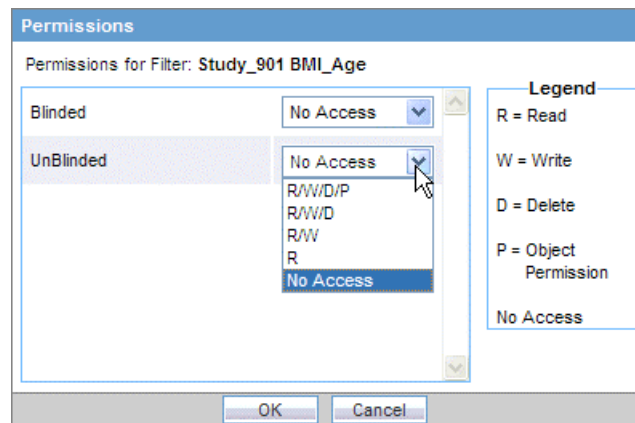 Permissions
Permissions for Filter: Study_901 BMI_Age
Blinded
No Access
UnBlinded
No Access
R/W/D/P
R/W/D
R/W
R
No Access
Legend
R = Read
W = Write
D = Delete
P = Object
Permission
No Access
OK
Cancel